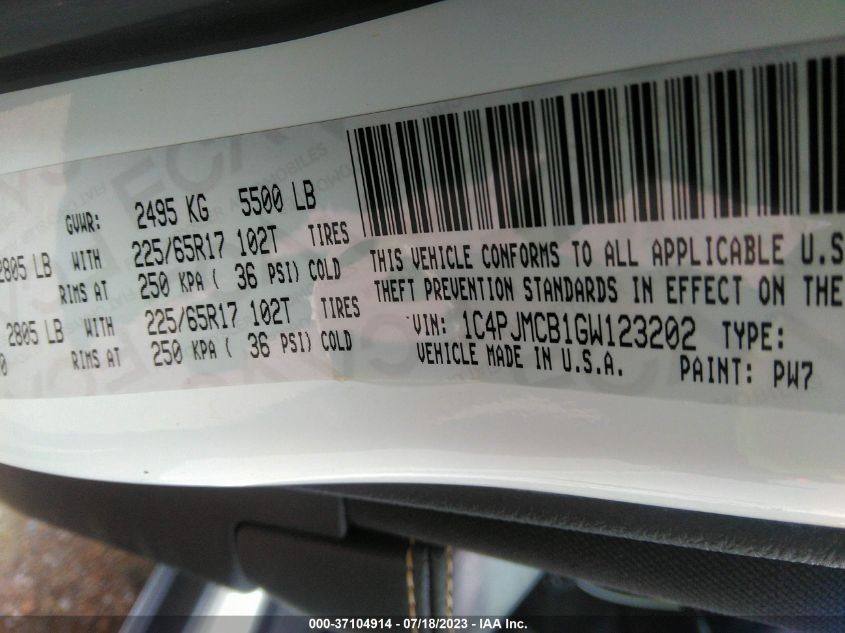 GVWR: 2495 KG 5500 LB
2805 LB WITH 225/65R17 102T TIRES
RIMS AT 250 KPA ( 36 PSI) COLD
2805 LB WITH 225/65R17 102T TIRES
0 RIMS AT 250 KPA ( 36 PSI) COLD
THIS VEHICLE CONFORMS TO ALL APPLICABLE U.S
THEFT PREVENTION STANDARDS IN EFFECT ON THE
VIN: 1C4PJMCB1GW123202 TYPE:
VEHICLE MADE IN U.S.A. PAINT: PW7
000-37104914 - 07/18/2023 - IAA Inc.